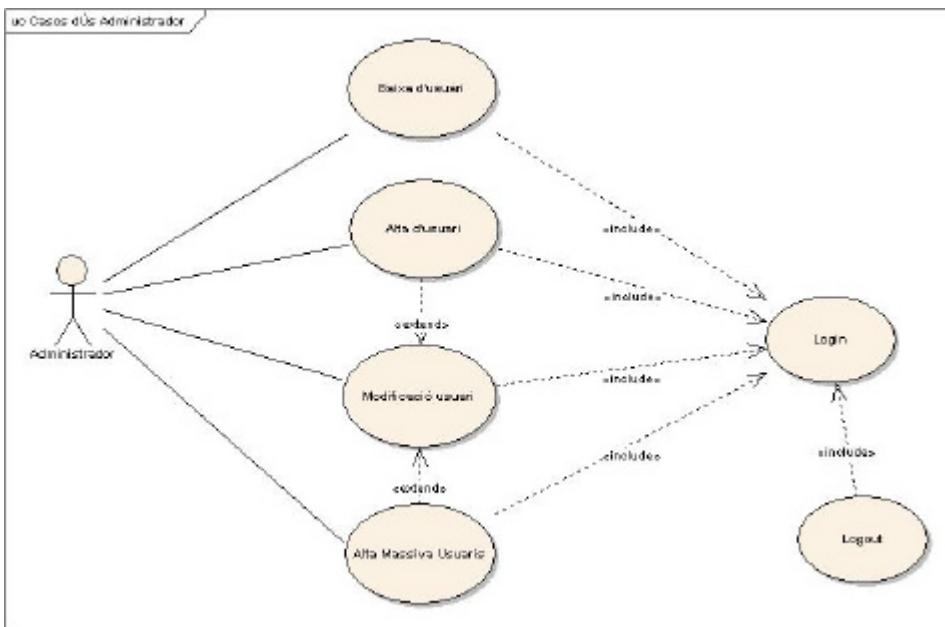 uc Casos dÚs Administrador
Baixa d'usuari
Alta d'usuari
«include»
«include»
«extend»
Administrador
Login
Modificació usuari
«include»
«include»
«include»
«extend»
Alta Massiva Usuaris
Logout